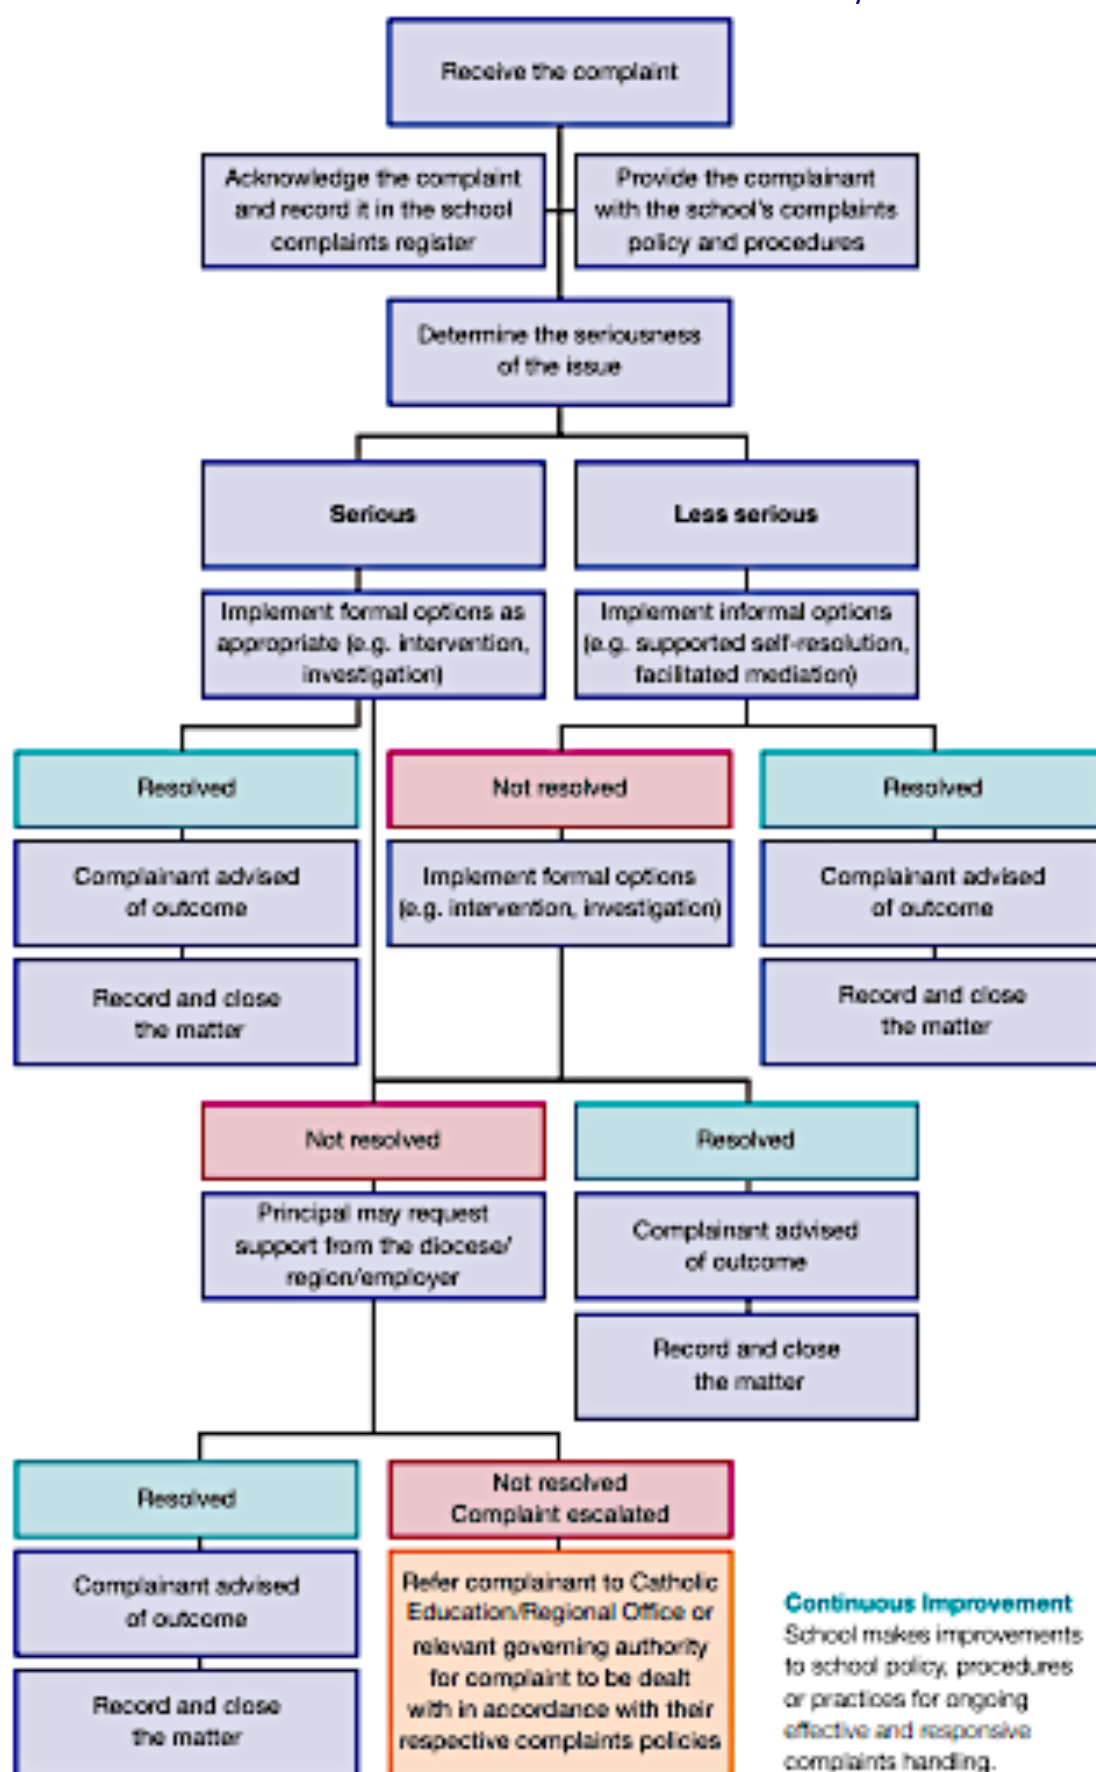 Receive the complaint
Acknowledge the complaint
and record it in the school
complaints register
Provide the complainant
with the school's complaints
policy and procedures
Determine the seriousness
of the issue
Serious
Less serious
Implement formal options as
appropriate (e.g. intervention,
investigation)
Implement informal options
(e.g. supported self-resolution,
facilitated mediation)
Resolved
Not resolved
Resolved
Complainant advised
of outcome
Implement formal options
(e.g. intervention, investigation)
Complainant advised
of outcome
Record and close
the matter
Record and close
the matter
Not resolved
Resolved
Principal may request
support from the diocese/
region/employer
Complainant advised
of outcome
Record and close
the matter
Resolved
Not resolved
Complaint escalated
Complainant advised
of outcome
Record and close
the matter
Refer complainant to Catholic
Education/Regional Office or
relevant governing authority
for complaint to be dealt
with in accordance with their
respective complaints policies
Continuous Improvement
School makes improvements
to school policy, procedures
or practices for ongoing
effective and responsive
complaints handling.